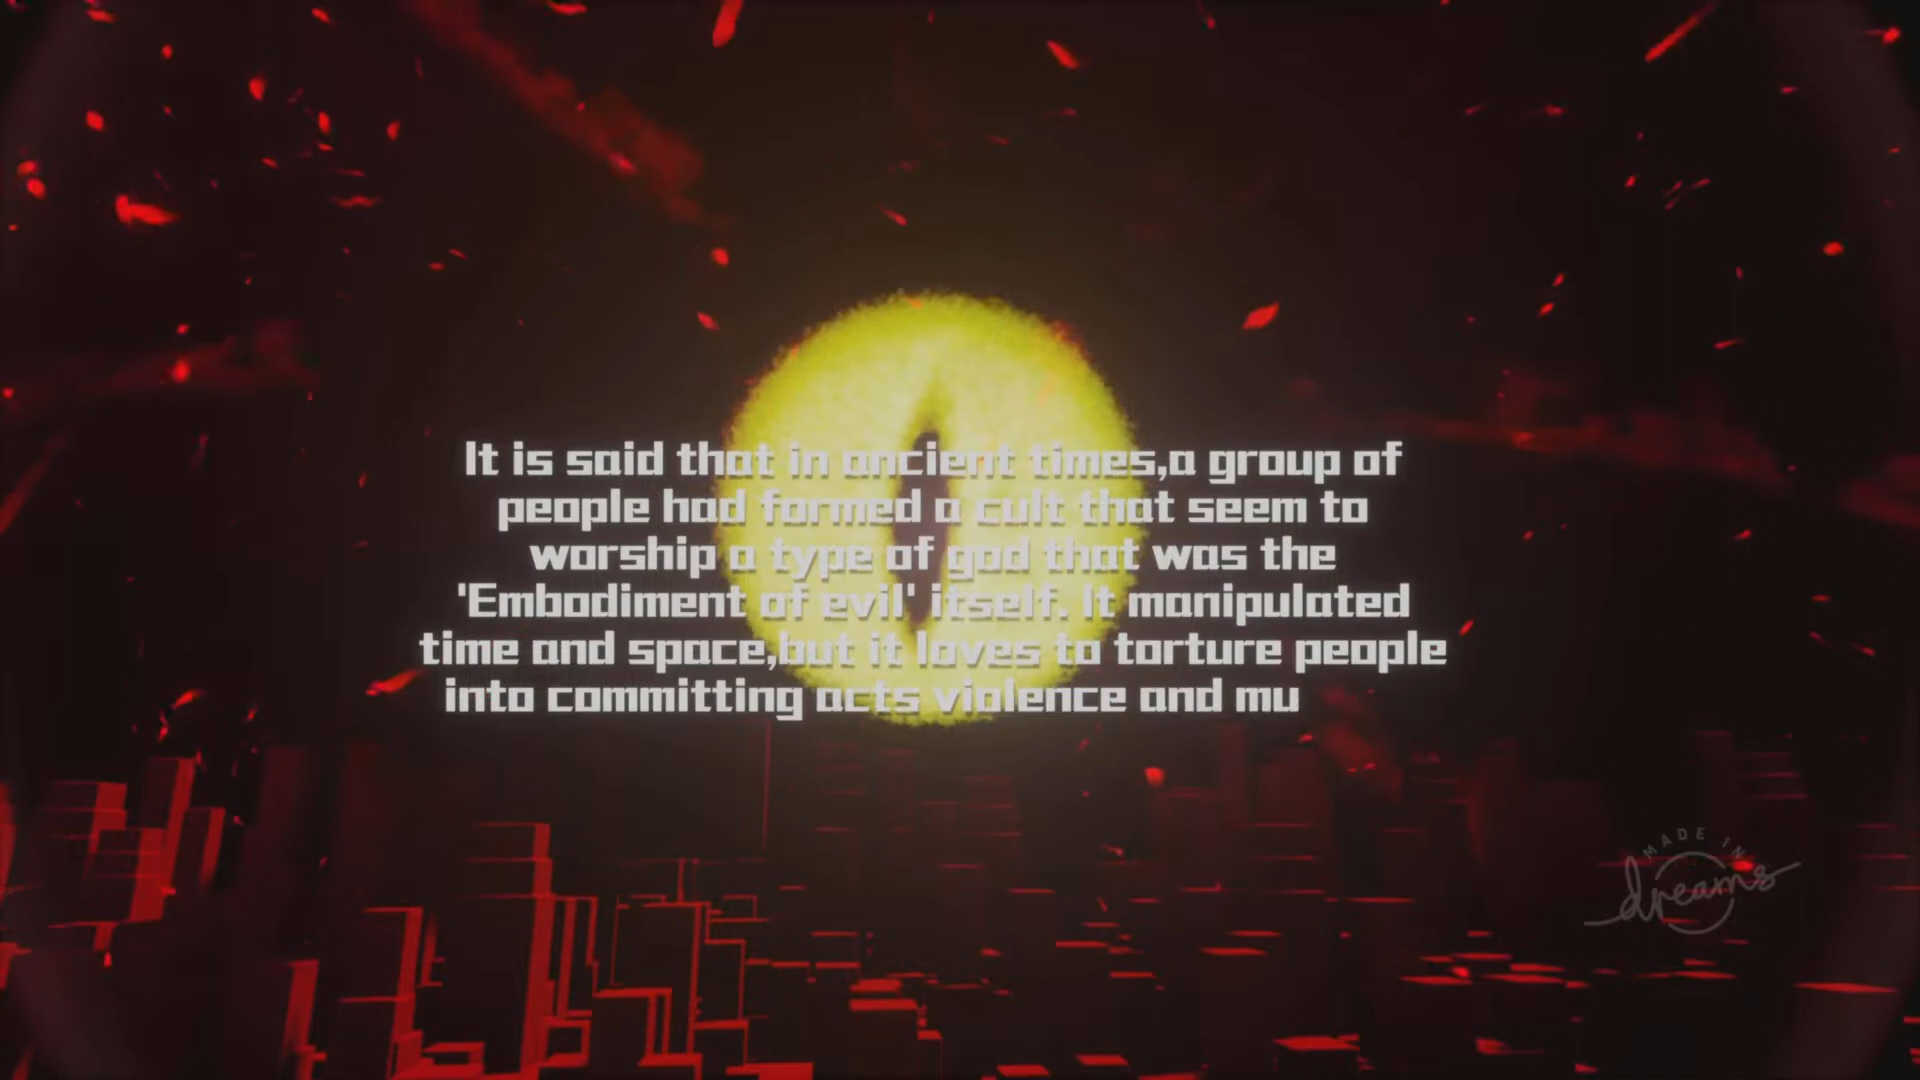 It is said that in ancient times,a group of
people had formed a cult that seem to
worship a type of god that was the
'Embodiment of evil' itself. It manipulated
time and space,but it loves to torture people
into committing acts violence and mu
MADE IN
dreams